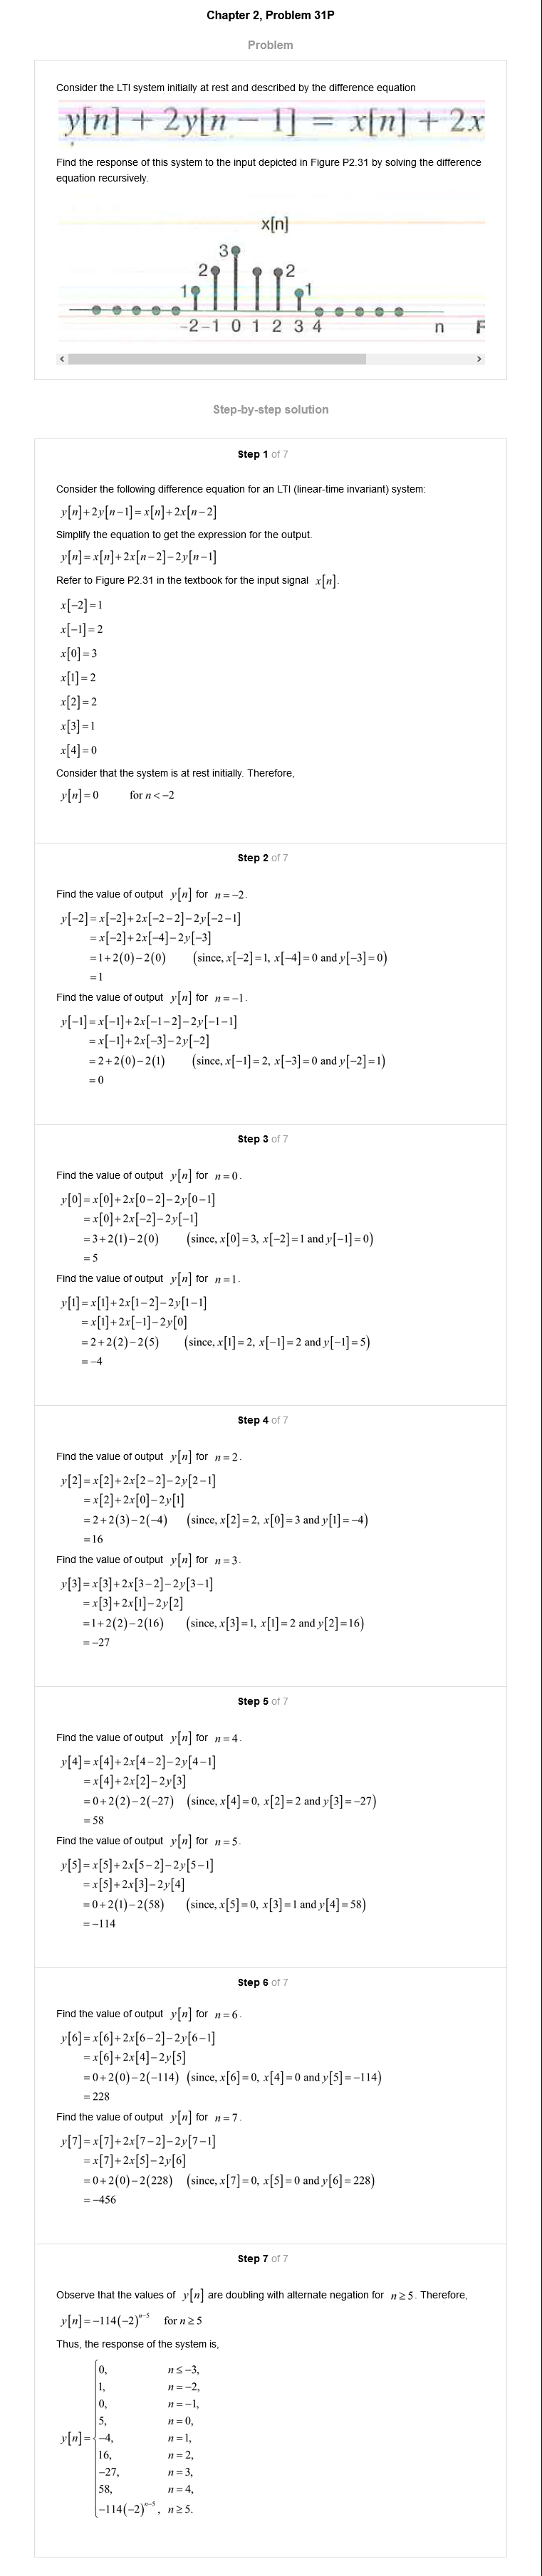 Chapter 2, Problem 31P
Problem
Consider the LTI system initially at rest and described by the difference equation
y[n] + 2y[n − 1] = x[n] + 2x
Find the response of this system to the input depicted in Figure P2.31 by solving the difference
equation recursively.
x[n]
3
2 2
1 1
−2 −1 0 1 2 3 4 n F
Step-by-step solution
Step 1 of 7
Consider the following difference equation for an LTI (linear-time invariant) system:
y[n]+2y[n−1]=x[n]+2x[n−2]
Simplify the equation to get the expression for the output.
y[n]=x[n]+2x[n−2]−2y[n−1]
Refer to Figure P2.31 in the textbook for the input signal x[n].
x[−2]=1
x[−1]=2
x[0]=3
x[1]=2
x[2]=2
x[3]=1
x[4]=0
Consider that the system is at rest initially. Therefore,
y[n]=0 for n<−2
Step 2 of 7
Find the value of output y[n] for n=−2.
y[−2]=x[−2]+2x[−2−2]−2y[−2−1]
=x[−2]+2x[−4]−2y[−3]
=1+2(0)−2(0) (since, x[−2]=1, x[−4]=0 and y[−3]=0)
=1
Find the value of output y[n] for n=−1.
y[−1]=x[−1]+2x[−1−2]−2y[−1−1]
=x[−1]+2x[−3]−2y[−2]
=2+2(0)−2(1) (since, x[−1]=2, x[−3]=0 and y[−2]=1)
=0
Step 3 of 7
Find the value of output y[n] for n=0.
y[0]=x[0]+2x[0−2]−2y[0−1]
=x[0]+2x[−2]−2y[−1]
=3+2(1)−2(0) (since, x[0]=3, x[−2]=1 and y[−1]=0)
=5
Find the value of output y[n] for n=1.
y[1]=x[1]+2x[1−2]−2y[1−1]
=x[1]+2x[−1]−2y[0]
=2+2(2)−2(5) (since, x[1]=2, x[−1]=2 and y[−1]=5)
=−4
Step 4 of 7
Find the value of output y[n] for n=2.
y[2]=x[2]+2x[2−2]−2y[2−1]
=x[2]+2x[0]−2y[1]
=2+2(3)−2(−4) (since, x[2]=2, x[0]=3 and y[1]=−4)
=16
Find the value of output y[n] for n=3.
y[3]=x[3]+2x[3−2]−2y[3−1]
=x[3]+2x[1]−2y[2]
=1+2(2)−2(16) (since, x[3]=1, x[1]=2 and y[2]=16)
=−27
Step 5 of 7
Find the value of output y[n] for n=4.
y[4]=x[4]+2x[4−2]−2y[4−1]
=x[4]+2x[2]−2y[3]
=0+2(2)−2(−27) (since, x[4]=0, x[2]=2 and y[3]=−27)
=58
Find the value of output y[n] for n=5.
y[5]=x[5]+2x[5−2]−2y[5−1]
=x[5]+2x[3]−2y[4]
=0+2(1)−2(58) (since, x[5]=0, x[3]=1 and y[4]=58)
=−114
Step 6 of 7
Find the value of output y[n] for n=6.
y[6]=x[6]+2x[6−2]−2y[6−1]
=x[6]+2x[4]−2y[5]
=0+2(0)−2(−114) (since, x[6]=0, x[4]=0 and y[5]=−114)
=228
Find the value of output y[n] for n=7.
y[7]=x[7]+2x[7−2]−2y[7−1]
=x[7]+2x[5]−2y[6]
=0+2(0)−2(228) (since, x[7]=0, x[5]=0 and y[6]=228)
=−456
Step 7 of 7
Observe that the values of y[n] are doubling with alternate negation for n≥5. Therefore,
y[n]=−114(−2)^{n−5} for n≥5
Thus, the response of the system is,
0, n≤−3,
1, n=−2,
0, n=−1,
5, n=0,
y[n]={−4, n=1,
16, n=2,
−27, n=3,
58, n=4,
−114(−2)^{n−5}, n≥5.